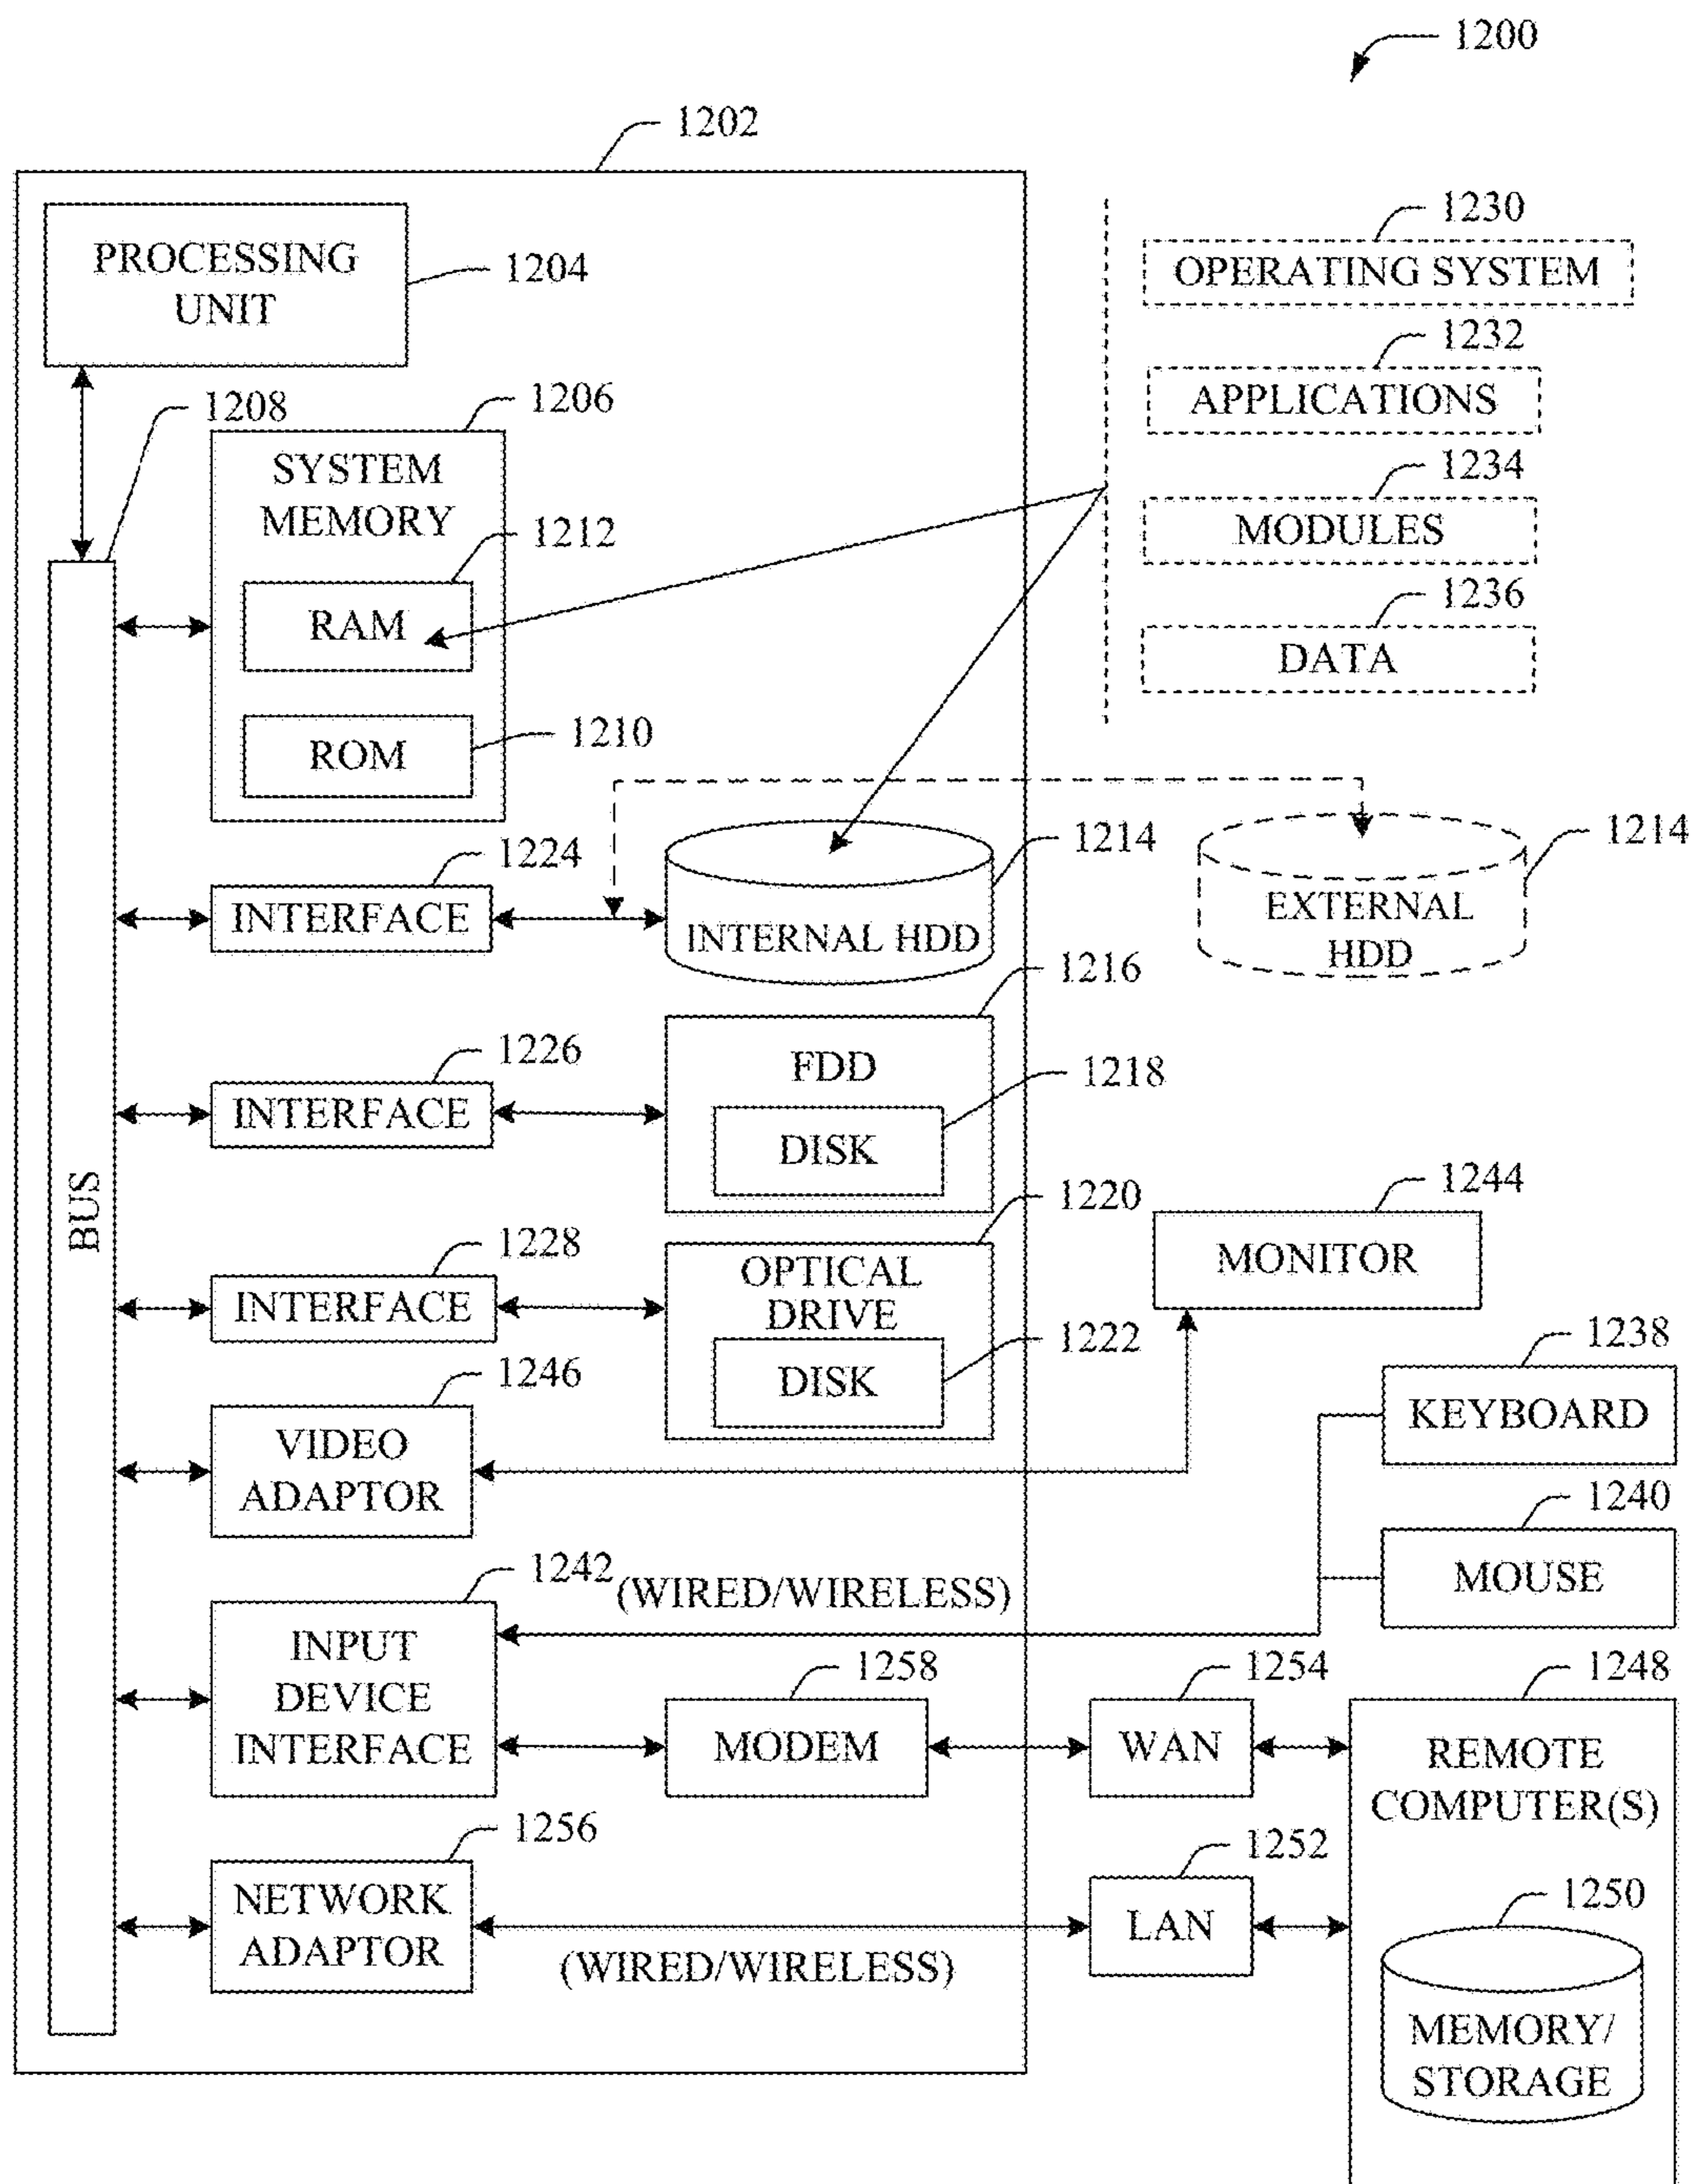 1200
1202
PROCESSING
UNIT
1204
1230
OPERATING SYSTEM
1232
APPLICATIONS
1234
MODULES
1236
DATA
1208
1206
SYSTEM
MEMORY
1212
RAM
1210
ROM
1224
INTERFACE
1214
INTERNAL HDD
1214
EXTERNAL
HDD
1226
INTERFACE
1216
FDD
1218
DISK
BUS
1228
INTERFACE
1220
OPTICAL
DRIVE
1222
DISK
1244
MONITOR
1246
VIDEO
ADAPTOR
1238
KEYBOARD
1240
MOUSE
1242
(WIRED/WIRELESS)
INPUT
DEVICE
INTERFACE
1258
MODEM
1254
WAN
1248
REMOTE
COMPUTER(S)
1256
NETWORK
ADAPTOR
(WIRED/WIRELESS)
1252
LAN
1250
MEMORY/
STORAGE